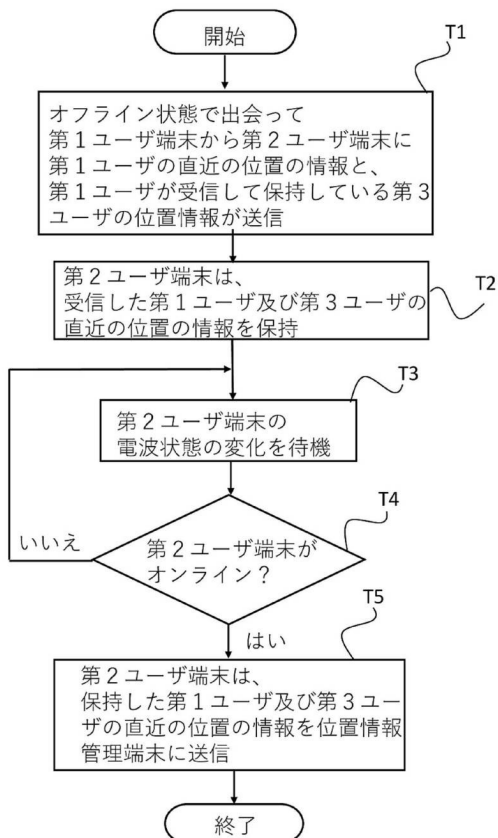 開始
T1
オフライン状態で出会って
第1ユーザ端末から第2ユーザ端末に
第1ユーザの直近の位置の情報と、
第1ユーザが受信して保持している第3
ユーザの位置情報が送信
第2ユーザ端末は、
受信した第1ユーザ及び第3ユーザの
直近の位置の情報を保持
T2
T3
第2ユーザ端末の
電波状態の変化を待機
T4
いいえ
第2ユーザ端末が
オンライン?
はい
T5
第2ユーザ端末は、
保持した第1ユーザ及び第3ユー
ザの直近の位置の情報を位置情報
管理端末に送信
終了